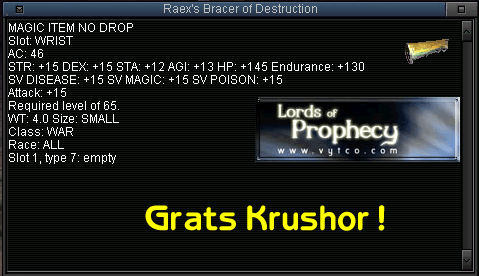 Raex's Bracer of Destruction
MAGIC ITEM NO DROP
Slot: WRIST
AC: 46
STR: +15 DEX: +15 STA: +12 AGI: +13 HP: +145 Endurance: +130
SV DISEASE: +15 SV MAGIC: +15 SV POISON: +15
Attack: +15
Required level of 65.
WT: 4.0 Size: SMALL
Class: WAR
Race: ALL
Slot 1, type 7: empty
Lords of
Prophecy
www.vytco.com
Grats Krushor !